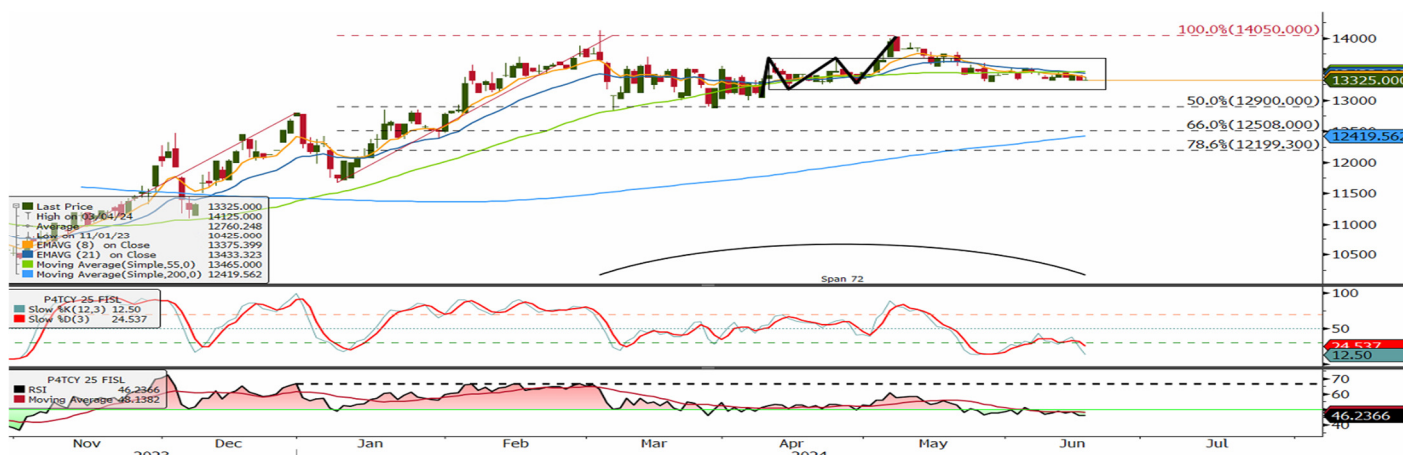 100.0%(14050.000)
14000
13325.000
13000
50.0%(12900.000)
66.0%(12508.000)
12419.562
78.6%(12199.300)
12000
11500
11000
10500
Last Price 13325.000
High on 03/04/24 14125.000
Average 12760.248
Low on 11/01/23 10425.000
EMAVG (8) on Close 13375.399
EMAVG (21) on Close 13433.323
Moving Average(Simple,55,0) 13465.000
Moving Average(Simple,200,0) 12419.562
Span 72
P4TCY 25 FISL
Slow %K(12,3) 12.50
Slow %D(3) 24.537
100
50
24.537
12.50
0
P4TCY 25 FISL
RSI 46.2366
Moving Average 48.1382
70
60
46.2366
40
Nov Dec Jan Feb Mar Apr May Jun Jul
2023 2024